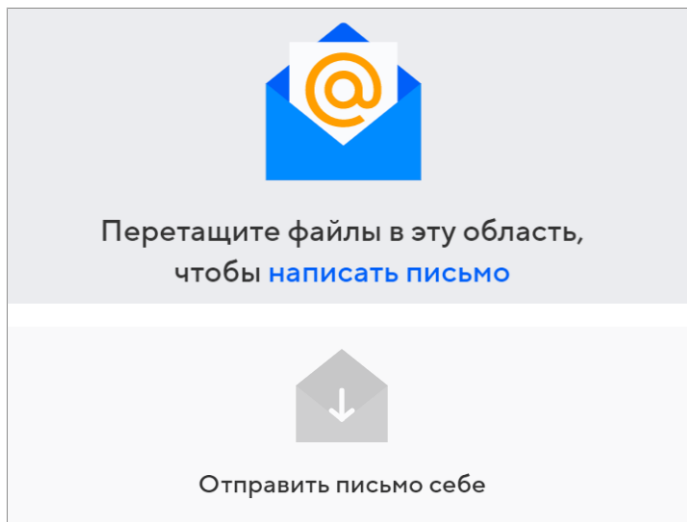 Перетащите файлы в эту область,
чтобы написать письмо
Отправить письмо себе